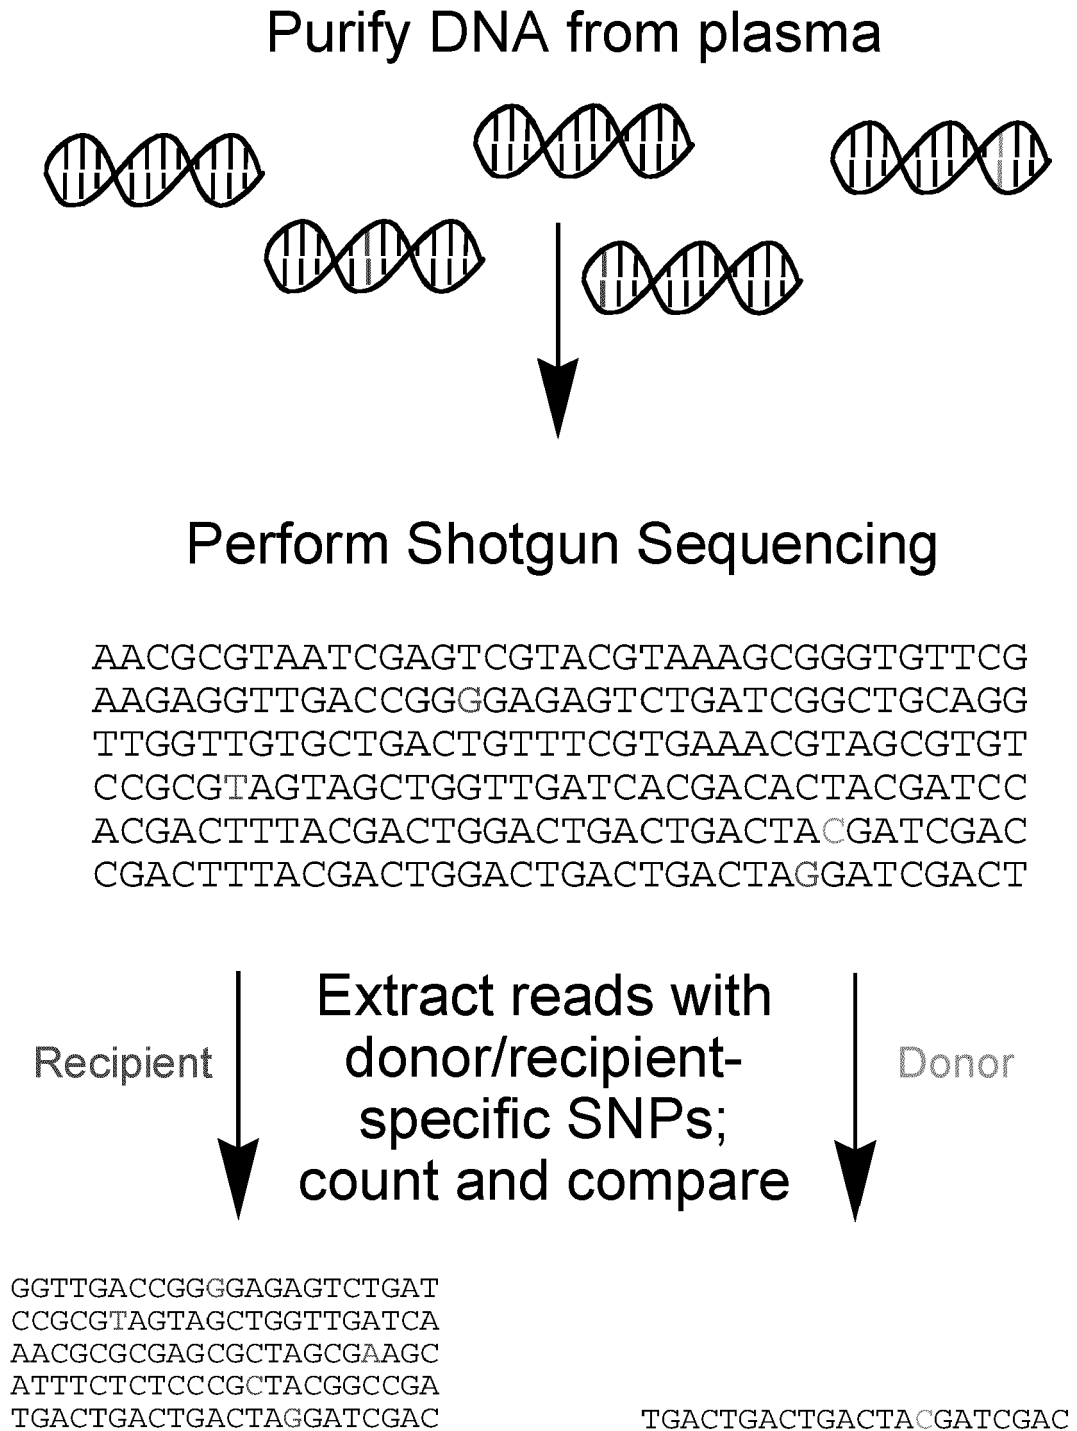 Purify DNA from plasma
Perform Shotgun Sequencing
AACGCGTAATCGAGTCGTACGTAAAGCGGGTGTTCG
AAGAGGTTGACCGGGGAGAGTCTGATCGGCTGCAGG
TTGGTTGTGCTGACTGTTTCGTGAAACGTAGCGTGT
CCGCGTAGTAGCTGGTTGATCACGACACTACGATCC
ACGACTTTACGACTGGACTGACTGACTACGATCGAC
CGACTTTACGACTGGACTGACTGACTAGGATCGACT
Extract reads with
donor/recipient-
specific SNPs;
count and compare
Recipient
Donor
GGTTGACCGGGGAGAGTCTGAT
CCGCGTAGTAGCTGGTTGATCA
AACGCGCGAGCGCTAGCGAAGC
ATTTCTCTCCCGCTACGGCCGA
TGACTGACTGACTAGGATCGAC
TGACTGACTGACTACGATCGAC